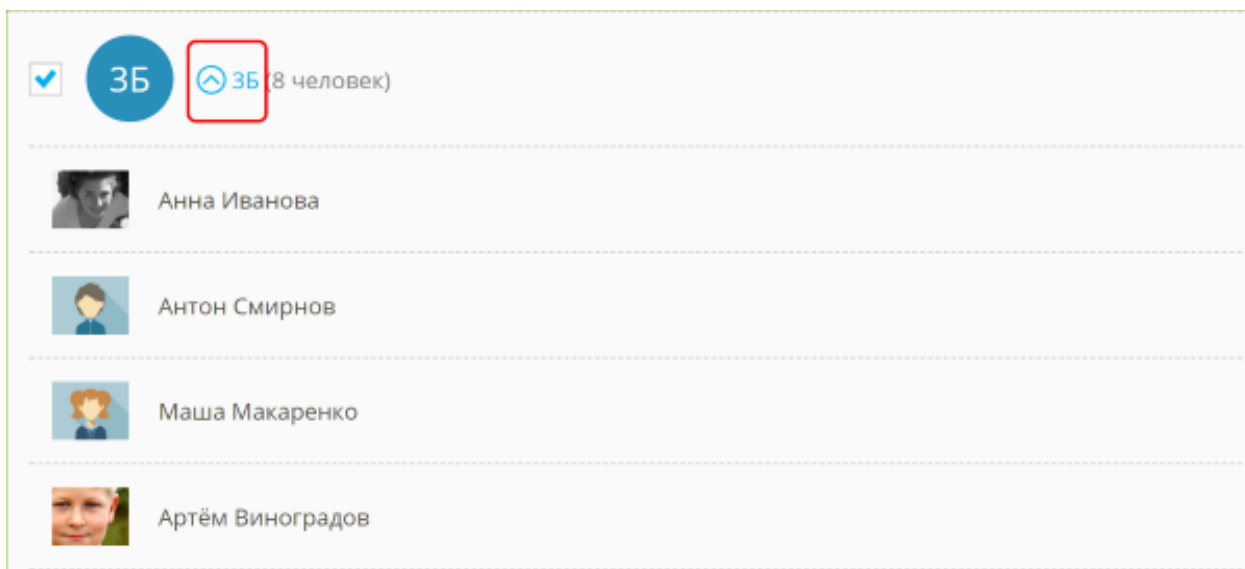 3Б
3Б (8 человек)
Анна Иванова
Антон Смирнов
Маша Макаренко
Артём Виноградов